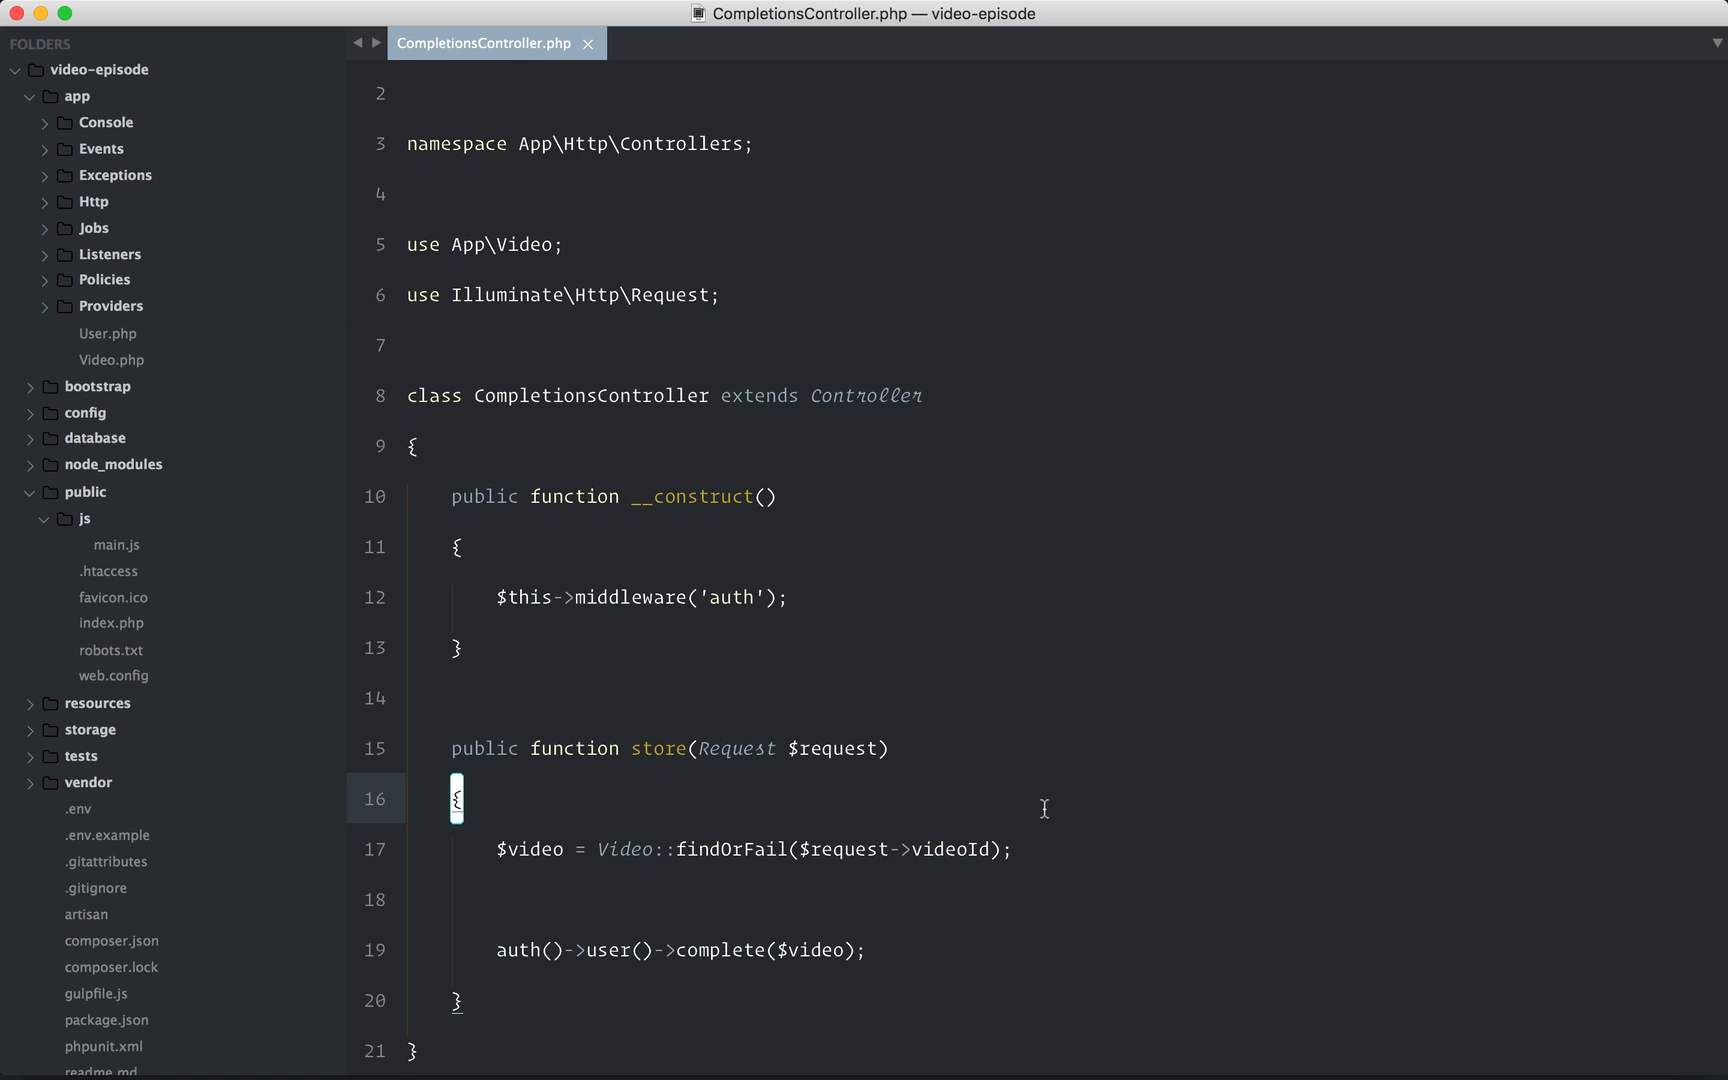 CompletionsController.php — video-episode
FOLDERS
video-episode
app
Console
Events
Exceptions
Http
Jobs
Listeners
Policies
Providers
User.php
Video.php
bootstrap
config
database
node_modules
public
js
main.js
.htaccess
favicon.ico
index.php
robots.txt
web.config
resources
storage
tests
vendor
.env
.env.example
.gitattributes
.gitignore
artisan
composer.json
composer.lock
gulpfile.js
package.json
phpunit.xml
readme.md
CompletionsController.php
2
3 namespace App\Http\Controllers;
4
5 use App\Video;
6 use Illuminate\Http\Request;
7
8 class CompletionsController extends Controller
9 {
10 public function __construct()
11 {
12 $this->middleware('auth');
13 }
14
15 public function store(Request $request)
16 {
17 $video = Video::findOrFail($request->videoId);
18
19 auth()->user()->complete($video);
20 }
21 }